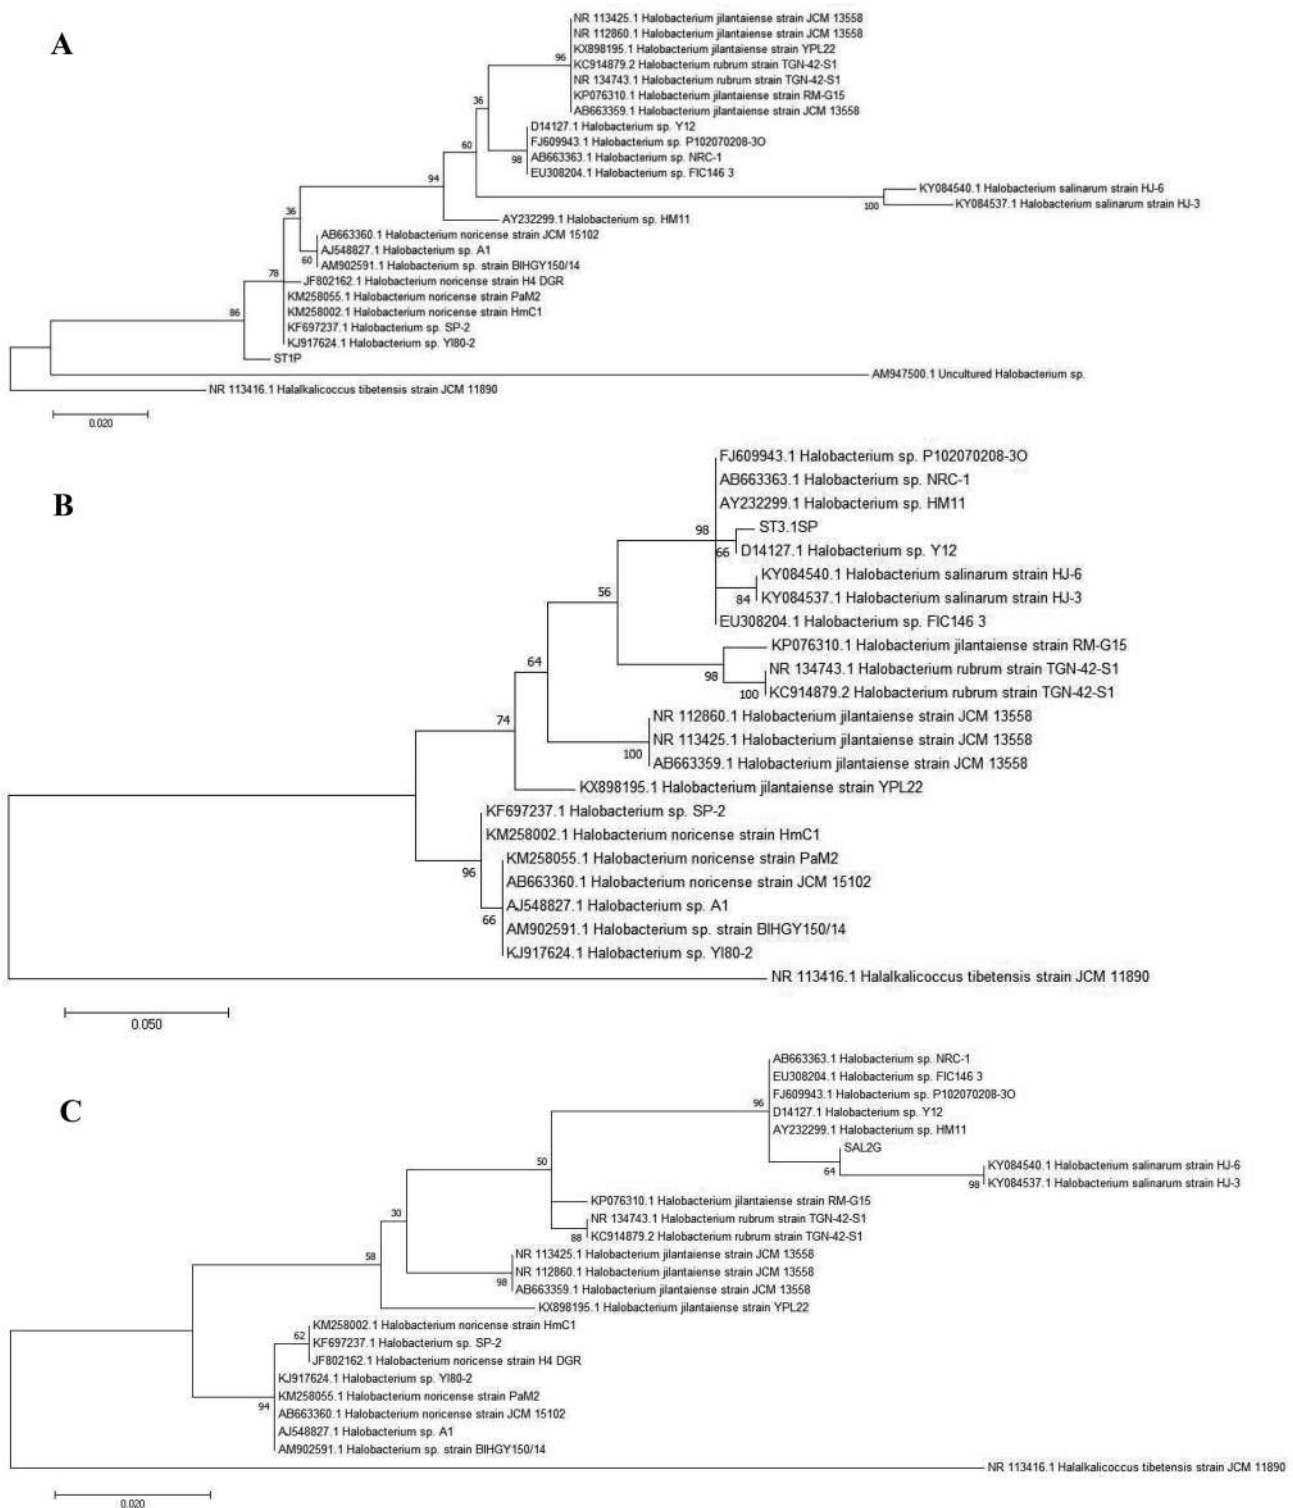 A
NR 113425.1 Halobacterium jilantaiense strain JCM 13558
NR 112860.1 Halobacterium jilantaiense strain JCM 13558
KX898195.1 Halobacterium jilantaiense strain YPL22
96
KC914879.2 Halobacterium rubrum strain TGN-42-S1
NR 134743.1 Halobacterium rubrum strain TGN-42-S1
KP076310.1 Halobacterium jilantaiense strain RM-G15
36
AB663359.1 Halobacterium jilantaiense strain JCM 13558
D14127.1 Halobacterium sp. Y12
FJ609943.1 Halobacterium sp. P102070208-3O
60
98
AB663363.1 Halobacterium sp. NRC-1
EU308204.1 Halobacterium sp. FIC146 3
94
KY084540.1 Halobacterium salinarum strain HJ-6
100
KY084537.1 Halobacterium salinarum strain HJ-3
36
AY232299.1 Halobacterium sp. HM11
AB663360.1 Halobacterium noricense strain JCM 15102
AJ548827.1 Halobacterium sp. A1
60
AM902591.1 Halobacterium sp. strain BIHGY150/14
78
JF802162.1 Halobacterium noricense strain H4 DGR
KM258055.1 Halobacterium noricense strain PaM2
86
KM258002.1 Halobacterium noricense strain HmC1
KF697237.1 Halobacterium sp. SP-2
KJ917624.1 Halobacterium sp. YI80-2
ST1P
AM947500.1 Uncultured Halobacterium sp.
NR 113416.1 Halalkalicoccus tibetensis strain JCM 11890
0.020
B
FJ609943.1 Halobacterium sp. P102070208-3O
AB663363.1 Halobacterium sp. NRC-1
AY232299.1 Halobacterium sp. HM11
98
ST3.1SP
66
D14127.1 Halobacterium sp. Y12
KY084540.1 Halobacterium salinarum strain HJ-6
56
84
KY084537.1 Halobacterium salinarum strain HJ-3
EU308204.1 Halobacterium sp. FIC146 3
KP076310.1 Halobacterium jilantaiense strain RM-G15
64
98
NR 134743.1 Halobacterium rubrum strain TGN-42-S1
100
KC914879.2 Halobacterium rubrum strain TGN-42-S1
74
NR 112860.1 Halobacterium jilantaiense strain JCM 13558
NR 113425.1 Halobacterium jilantaiense strain JCM 13558
100
AB663359.1 Halobacterium jilantaiense strain JCM 13558
KX898195.1 Halobacterium jilantaiense strain YPL22
KF697237.1 Halobacterium sp. SP-2
KM258002.1 Halobacterium noricense strain HmC1
96
KM258055.1 Halobacterium noricense strain PaM2
AB663360.1 Halobacterium noricense strain JCM 15102
66
AJ548827.1 Halobacterium sp. A1
AM902591.1 Halobacterium sp. strain BIHGY150/14
KJ917624.1 Halobacterium sp. YI80-2
NR 113416.1 Halalkalicoccus tibetensis strain JCM 11890
0.050
C
AB663363.1 Halobacterium sp. NRC-1
EU308204.1 Halobacterium sp. FIC146 3
FJ609943.1 Halobacterium sp. P102070208-3O
96
D14127.1 Halobacterium sp. Y12
AY232299.1 Halobacterium sp. HM11
SAL2G
50
64
KY084540.1 Halobacterium salinarum strain HJ-6
98
KY084537.1 Halobacterium salinarum strain HJ-3
KP076310.1 Halobacterium jilantaiense strain RM-G15
30
NR 134743.1 Halobacterium rubrum strain TGN-42-S1
88
KC914879.2 Halobacterium rubrum strain TGN-42-S1
58
NR 113425.1 Halobacterium jilantaiense strain JCM 13558
NR 112860.1 Halobacterium jilantaiense strain JCM 13558
98
AB663359.1 Halobacterium jilantaiense strain JCM 13558
KX898195.1 Halobacterium jilantaiense strain YPL22
KM258002.1 Halobacterium noricense strain HmC1
62
KF697237.1 Halobacterium sp. SP-2
JF802162.1 Halobacterium noricense strain H4 DGR
KJ917624.1 Halobacterium sp. YI80-2
94
KM258055.1 Halobacterium noricense strain PaM2
AB663360.1 Halobacterium noricense strain JCM 15102
AJ548827.1 Halobacterium sp. A1
AM902591.1 Halobacterium sp. strain BIHGY150/14
NR 113416.1 Halalkalicoccus tibetensis strain JCM 11890
0.020